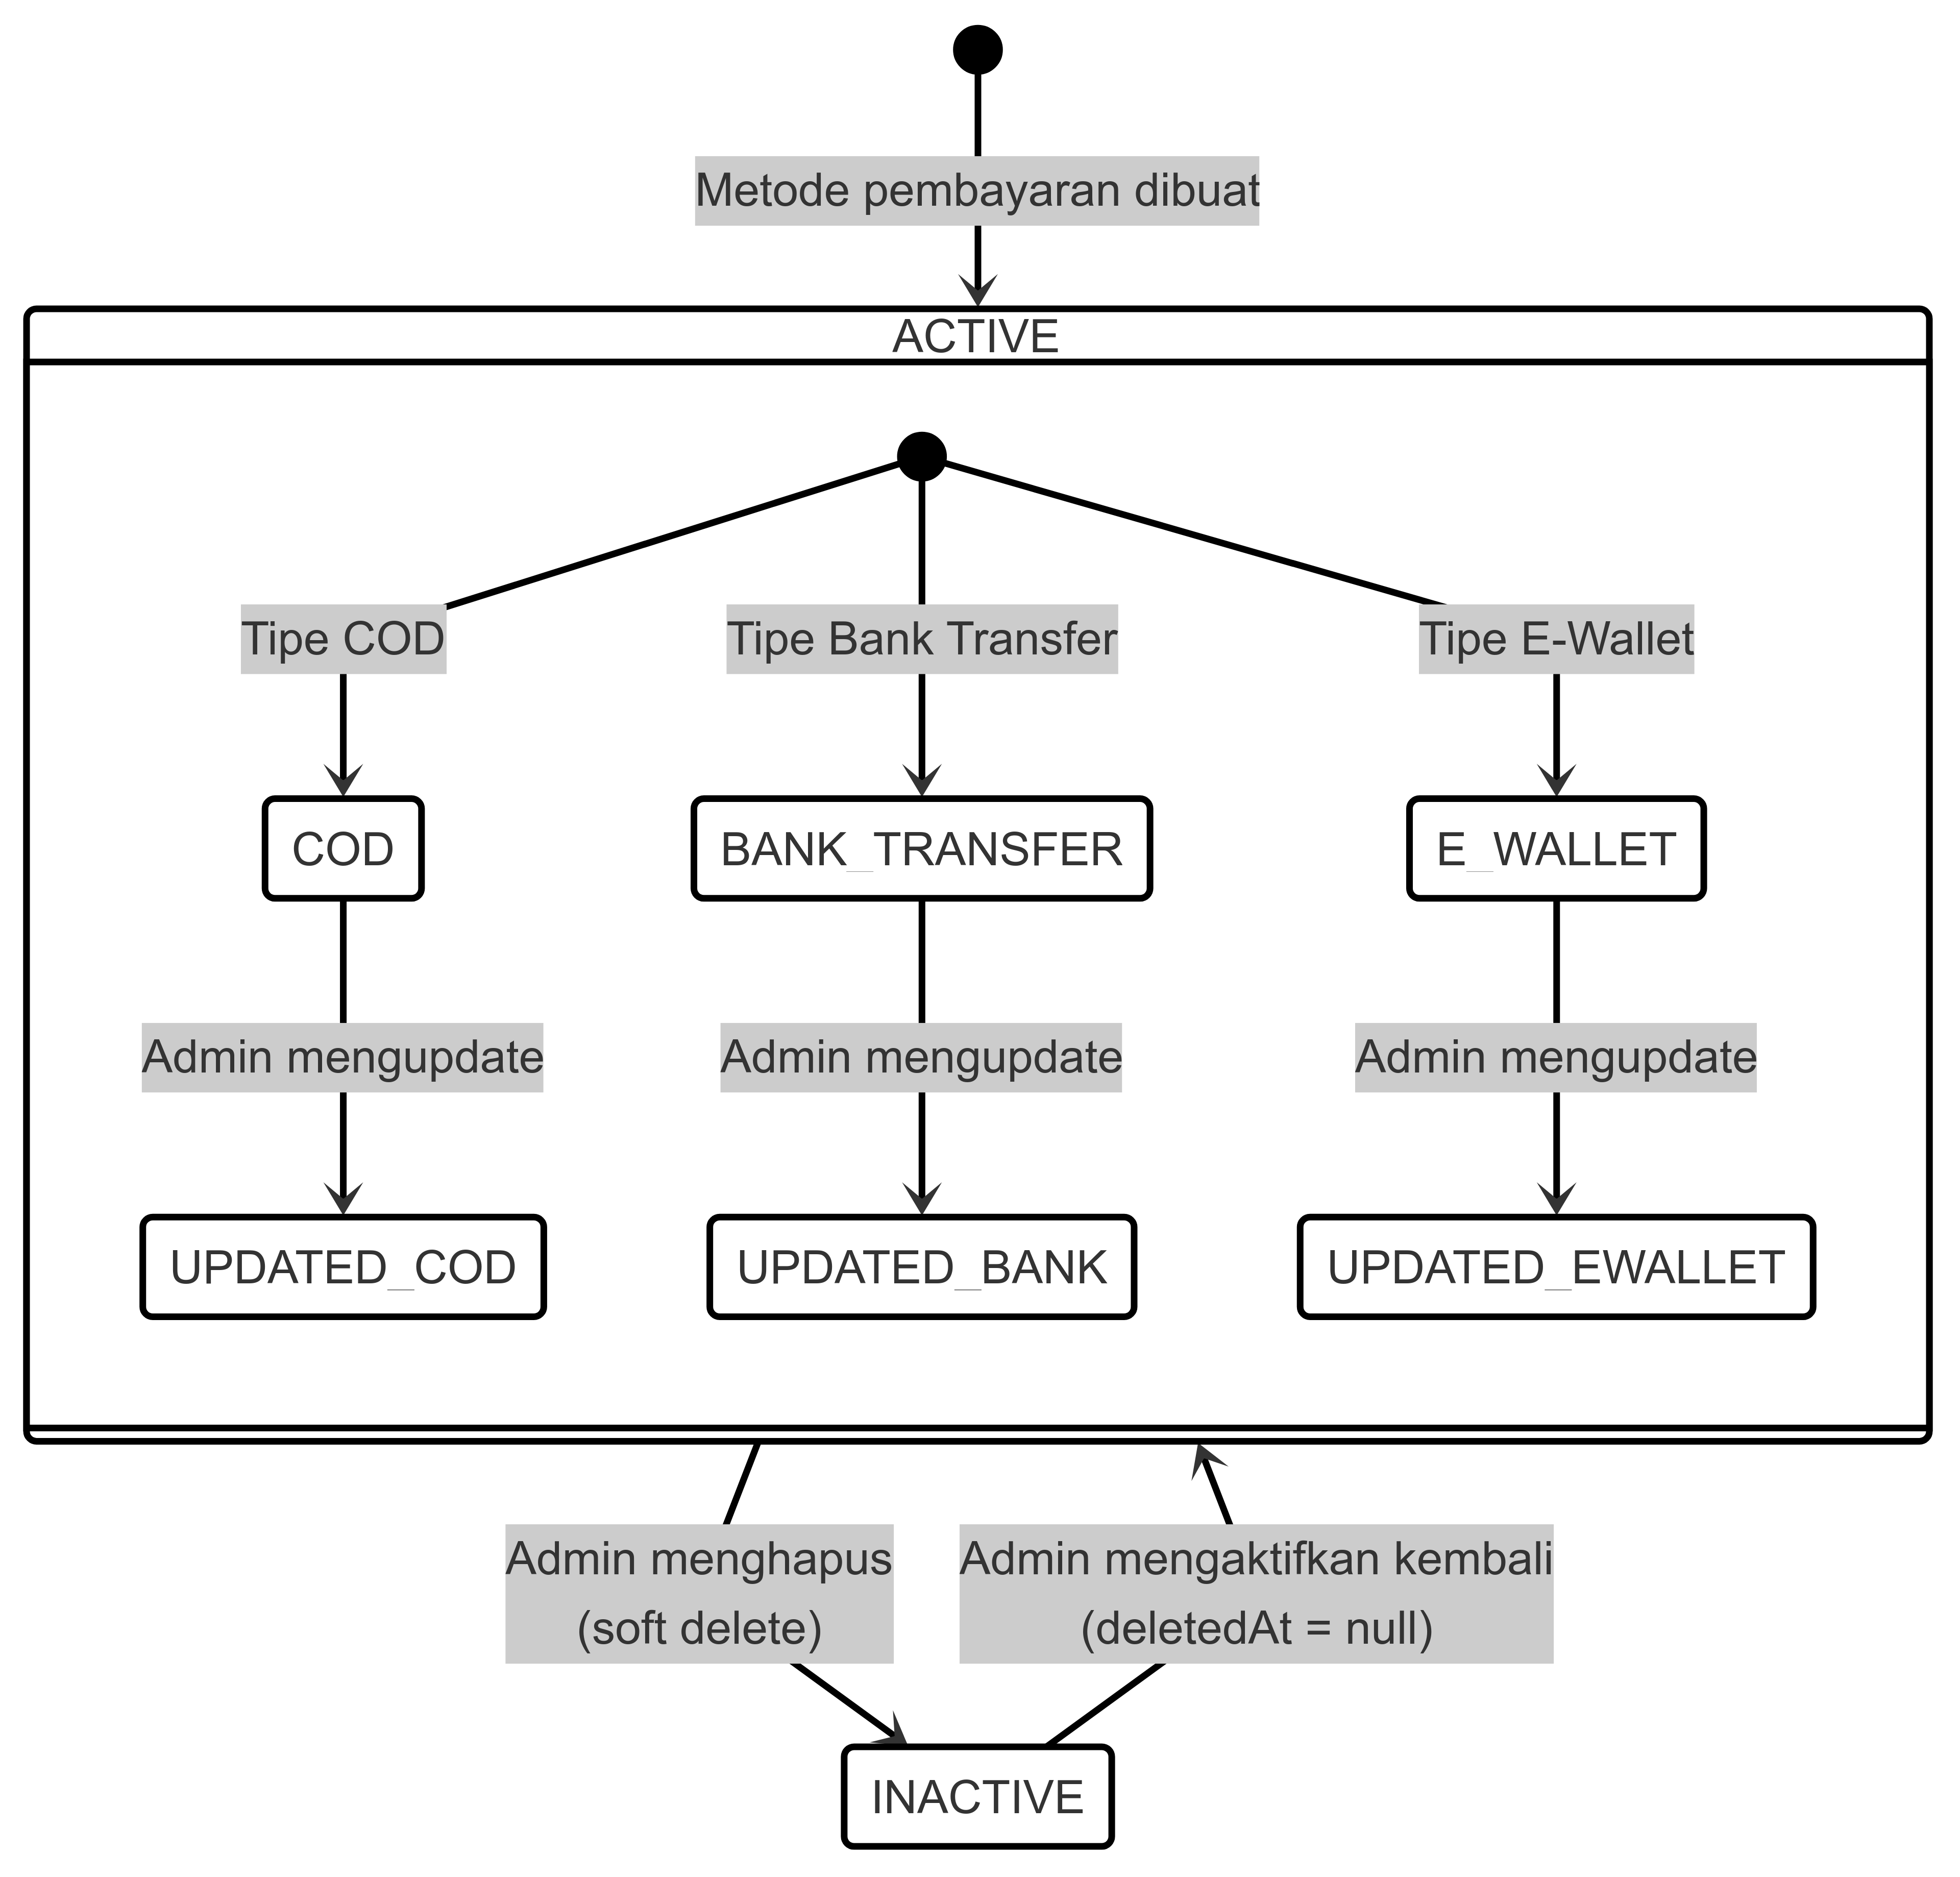 Metode pembayaran dibuat
ACTIVE
Tipe COD
Tipe Bank Transfer
Tipe E-Wallet
COD
BANK_TRANSFER
E_WALLET
Admin mengupdate
Admin mengupdate
Admin mengupdate
UPDATED_COD
UPDATED_BANK
UPDATED_EWALLET
Admin menghapus
(soft delete)
Admin mengaktifkan kembali
(deletedAt = null)
INACTIVE